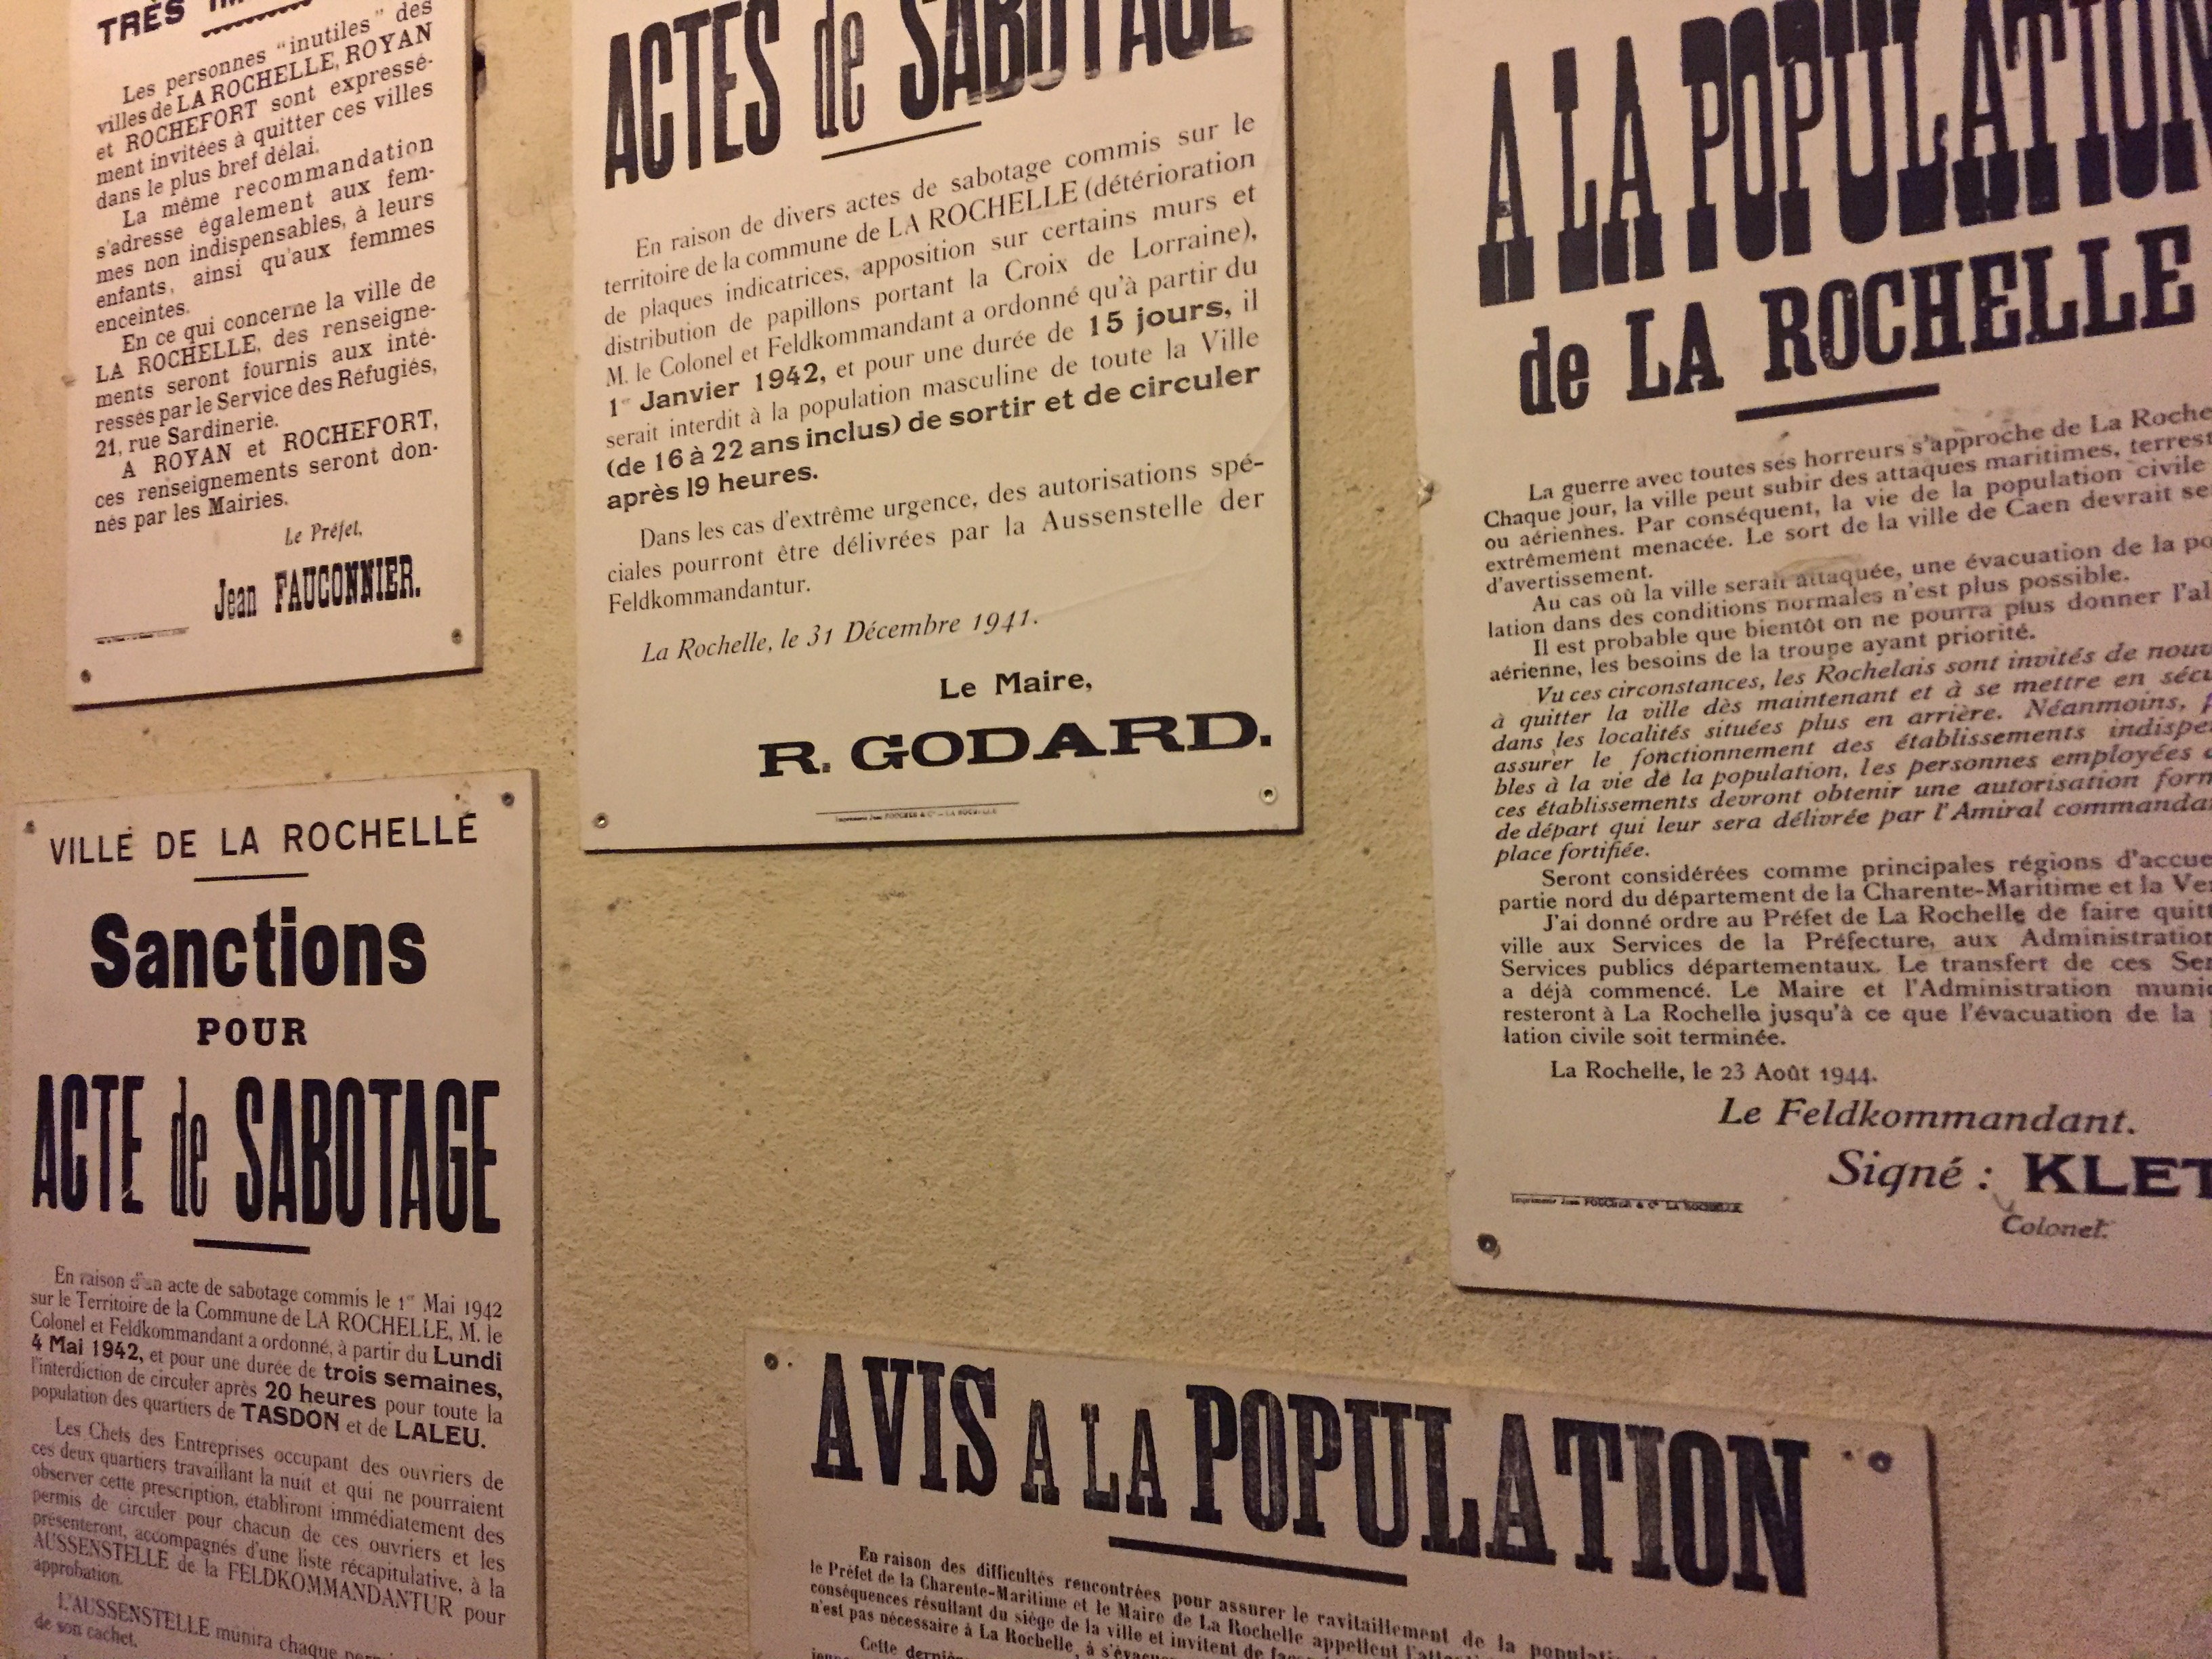 TRÈS
Les personnes "inutiles" des
villes de LA ROCHELLE, ROYAN
et ROCHEFORT sont expressé-
ment invitées à quitter ces villes
dans le plus bref délai.
La même recommandation
s'adresse également aux fem-
mes non indispensables, à leurs
enfants, ainsi qu'aux femmes
enceintes.
En ce qui concerne la ville de
LA ROCHELLE, des renseigne-
ments seront fournis aux inté-
ressés par le Service des Réfugiés,
21, rue Sardinerie.
A ROYAN et ROCHEFORT,
ces renseignements seront don-
nés par les Mairies.
Le Préfet,
Jean FAUCONNIER.
ACTES de SABOTAGE
En raison de divers actes de sabotage commis sur le
territoire de la commune de LA ROCHELLE (détérioration
de plaques indicatrices, apposition sur certains murs et
distribution de papillons portant la Croix de Lorraine),
M. le Colonel et Feldkommandant a ordonné qu'à partir du
1er Janvier 1942, et pour une durée de 15 jours, il
serait interdit à la population masculine de toute la Ville
(de 16 à 22 ans inclus) de sortir et de circuler
après 19 heures.
Dans les cas d'extrême urgence, des autorisations spé-
ciales pourront être délivrées par la Aussenstelle der
Feldkommandantur.
La Rochelle, le 31 Décembre 1941.
Le Maire,
R. GODARD.
Imprimerie Jean FOUCHER & Cie - LA ROCHELLE
A LA POPULATION
de LA ROCHELLE
La guerre avec toutes ses horreurs s'approche de La Roche
Chaque jour, la ville peut subir des attaques maritimes, terrest
ou aériennes. Par conséquent, la vie de la population civile
extrêmement menacée. Le sort de la ville de Caen devrait se
d'avertissement.
Au cas où la ville serait attaquée, une évacuation de la po
lation dans des conditions normales n'est plus possible.
Il est probable que bientôt on ne pourra plus donner l'al
aérienne, les besoins de la troupe ayant priorité.
Vu ces circonstances, les Rochelais sont invités de nouv
à quitter la ville dès maintenant et à se mettre en sécu
dans les localités situées plus en arrière. Néanmoins, p
assurer le fonctionnement des établissements indispe
bles à la vie de la population, les personnes employées d
ces établissements devront obtenir une autorisation form
de départ qui leur sera délivrée par l'Amiral commandan
place fortifiée.
Seront considérées comme principales régions d'accue
partie nord du département de la Charente-Maritime et la Ve
J'ai donné ordre au Préfet de La Rochelle de faire quitt
ville aux Services de la Préfecture, aux Administration
Services publics départementaux. Le transfert de ces Ser
a déjà commencé. Le Maire et l'Administration munic
resteront à La Rochelle jusqu'à ce que l'évacuation de la
lation civile soit terminée.
La Rochelle, le 23 Août 1944.
Le Feldkommandant.
Signé : KLET
Colonel.
Imprimerie Jean FOUCHER & Cie LA ROCHELLE
VILLE DE LA ROCHELLE
Sanctions
POUR
ACTE de SABOTAGE
En raison d'un acte de sabotage commis le 1er Mai 1942
sur le Territoire de la Commune de LA ROCHELLE, M. le
Colonel et Feldkommandant a ordonné, à partir du Lundi
4 Mai 1942, et pour une durée de trois semaines,
l'interdiction de circuler après 20 heures pour toute la
population des quartiers de TASDON et de LALEU.
Les Chefs des Entreprises occupant des ouvriers de
ces deux quartiers travaillant la nuit et qui ne pourraient
observer cette prescription, établiront immédiatement des
permis de circuler pour chacun de ces ouvriers et les
présenteront, accompagnés d'une liste récapitulative, à la
AUSSENSTELLE de la FELDKOMMANDANTUR pour
approbation.
L'AUSSENSTELLE munira chaque
de son cachet.
AVIS A LA POPULATION
En raison des difficultés rencontrées pour assurer le ravitaillement de la
le Préfet de la Charente-Maritime et le Maire de La Rochelle appellent
conséquences résultant du siège de la ville et invitent de
n'est pas nécessaire à La Rochelle, à
Cette